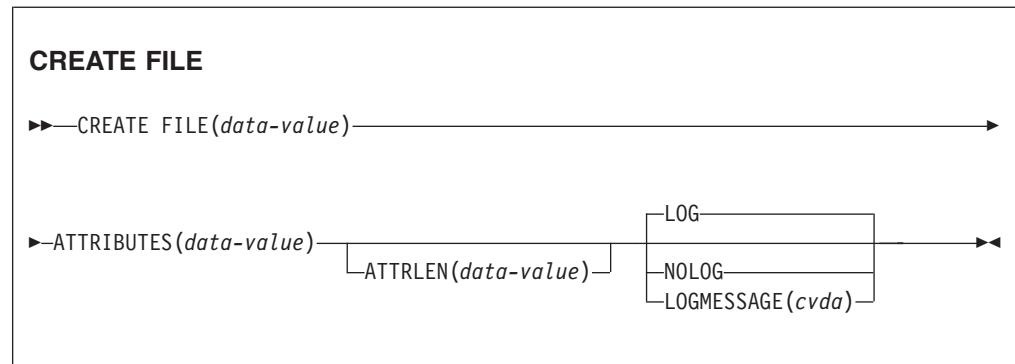 CREATE FILE
CREATE FILE(data-value)
LOG
ATTRIBUTES(data-value)
ATTRLEN(data-value)
NOLOG
LOGMESSAGE(cvda)